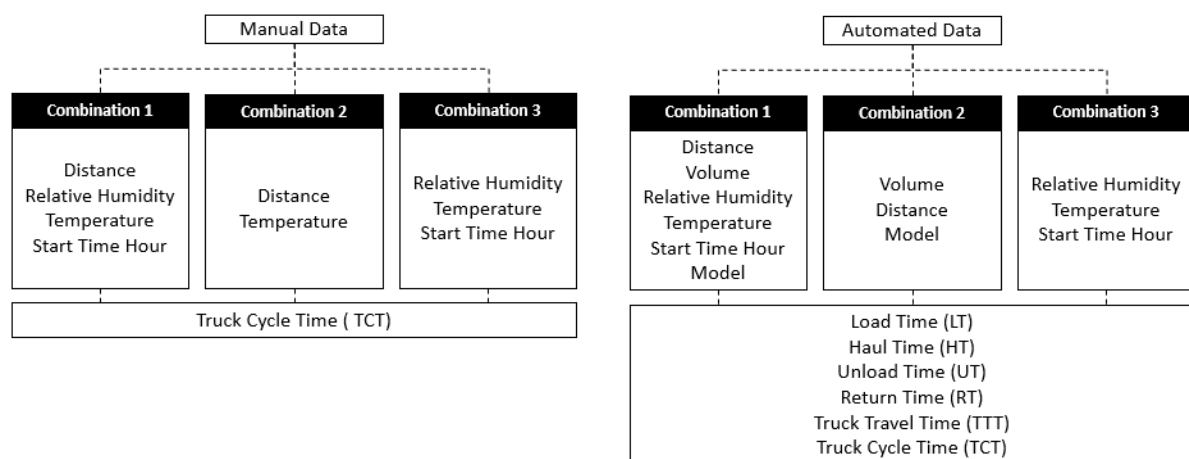 Manual Data
Combination 1
Distance
Relative Humidity
Temperature
Start Time Hour
Combination 2
Distance
Temperature
Combination 3
Relative Humidity
Temperature
Start Time Hour
Truck Cycle Time ( TCT)
Automated Data
Combination 1
Distance
Volume
Relative Humidity
Temperature
Start Time Hour
Model
Combination 2
Volume
Distance
Model
Combination 3
Relative Humidity
Temperature
Start Time Hour
Load Time (LT)
Haul Time (HT)
Unload Time (UT)
Return Time (RT)
Truck Travel Time (TTT)
Truck Cycle Time (TCT)